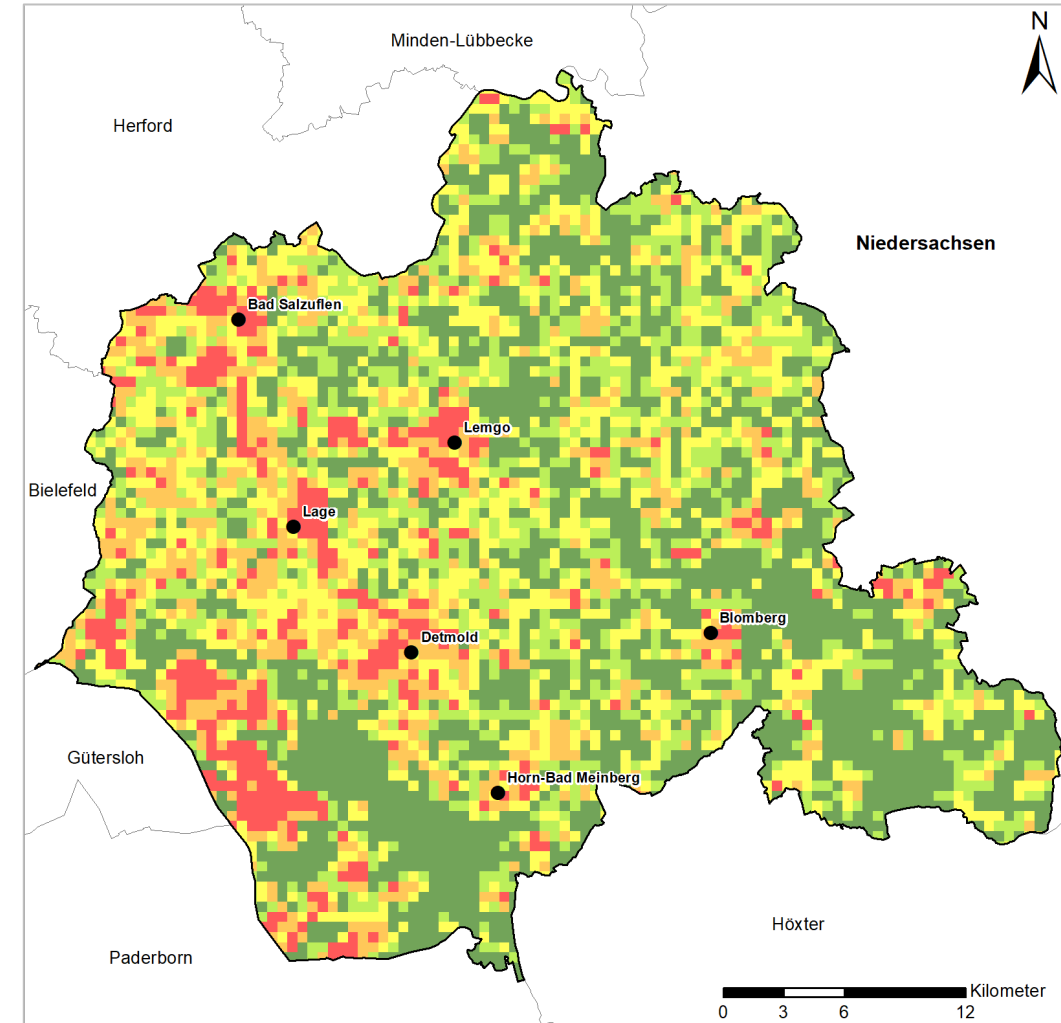 N
Minden-Lübbecke
Herford
Niedersachsen
Bad Salzuflen
Lemgo
Bielefeld
Lage
Blomberg
Detmold
Gütersloh
Horn-Bad Meinberg
Höxter
Paderborn
Kilometer
0 3 6 12